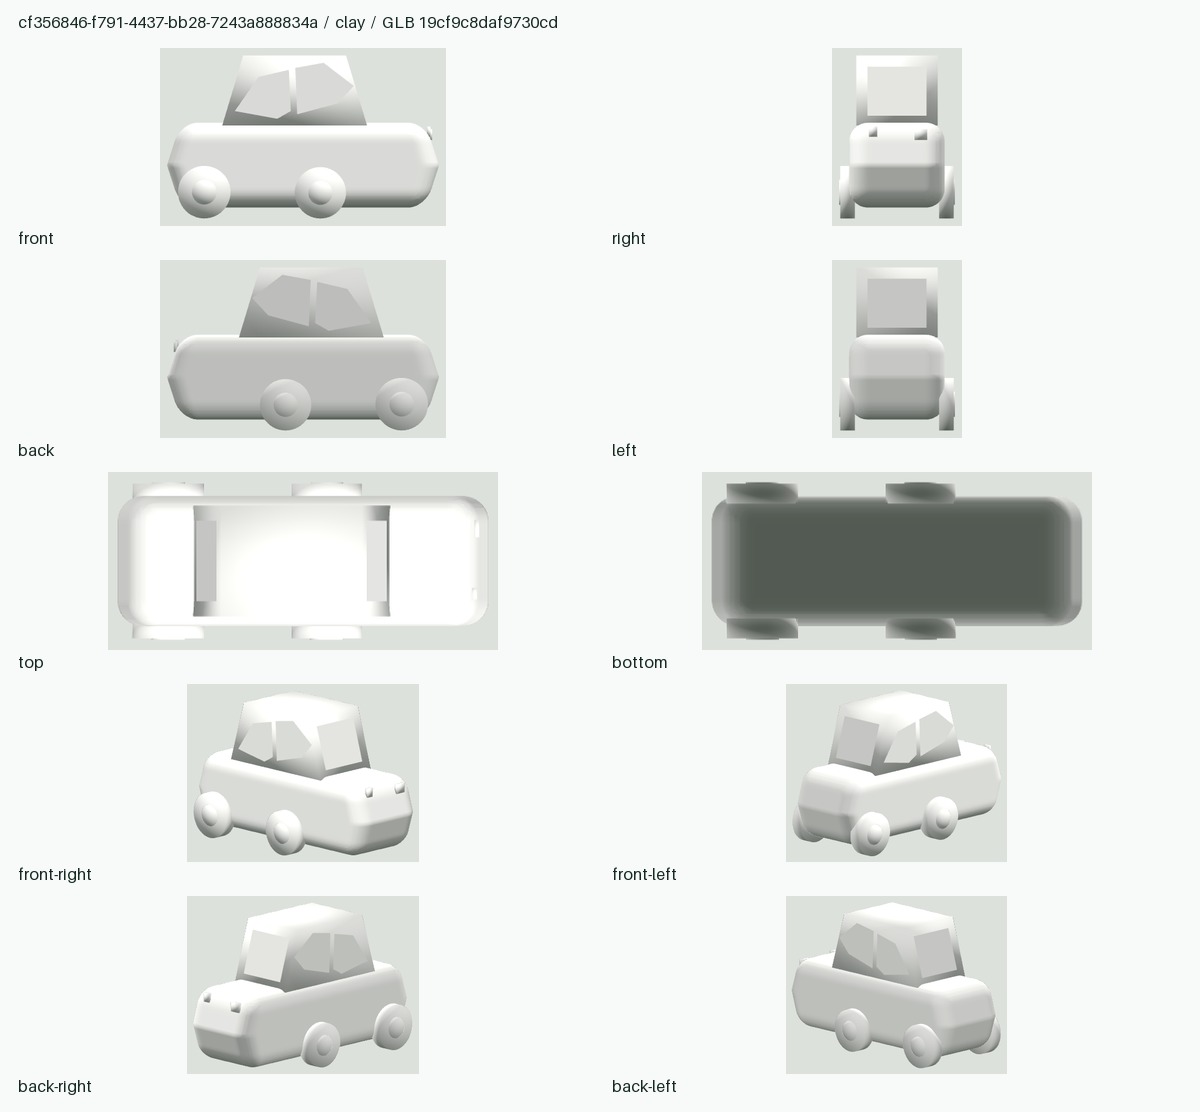 cf356846-f791-4437-bb28-7243a888834a / clay / GLB 19cf9c8daf9730cd
front
right
back
left
top
bottom
front-right
front-left
back-right
back-left